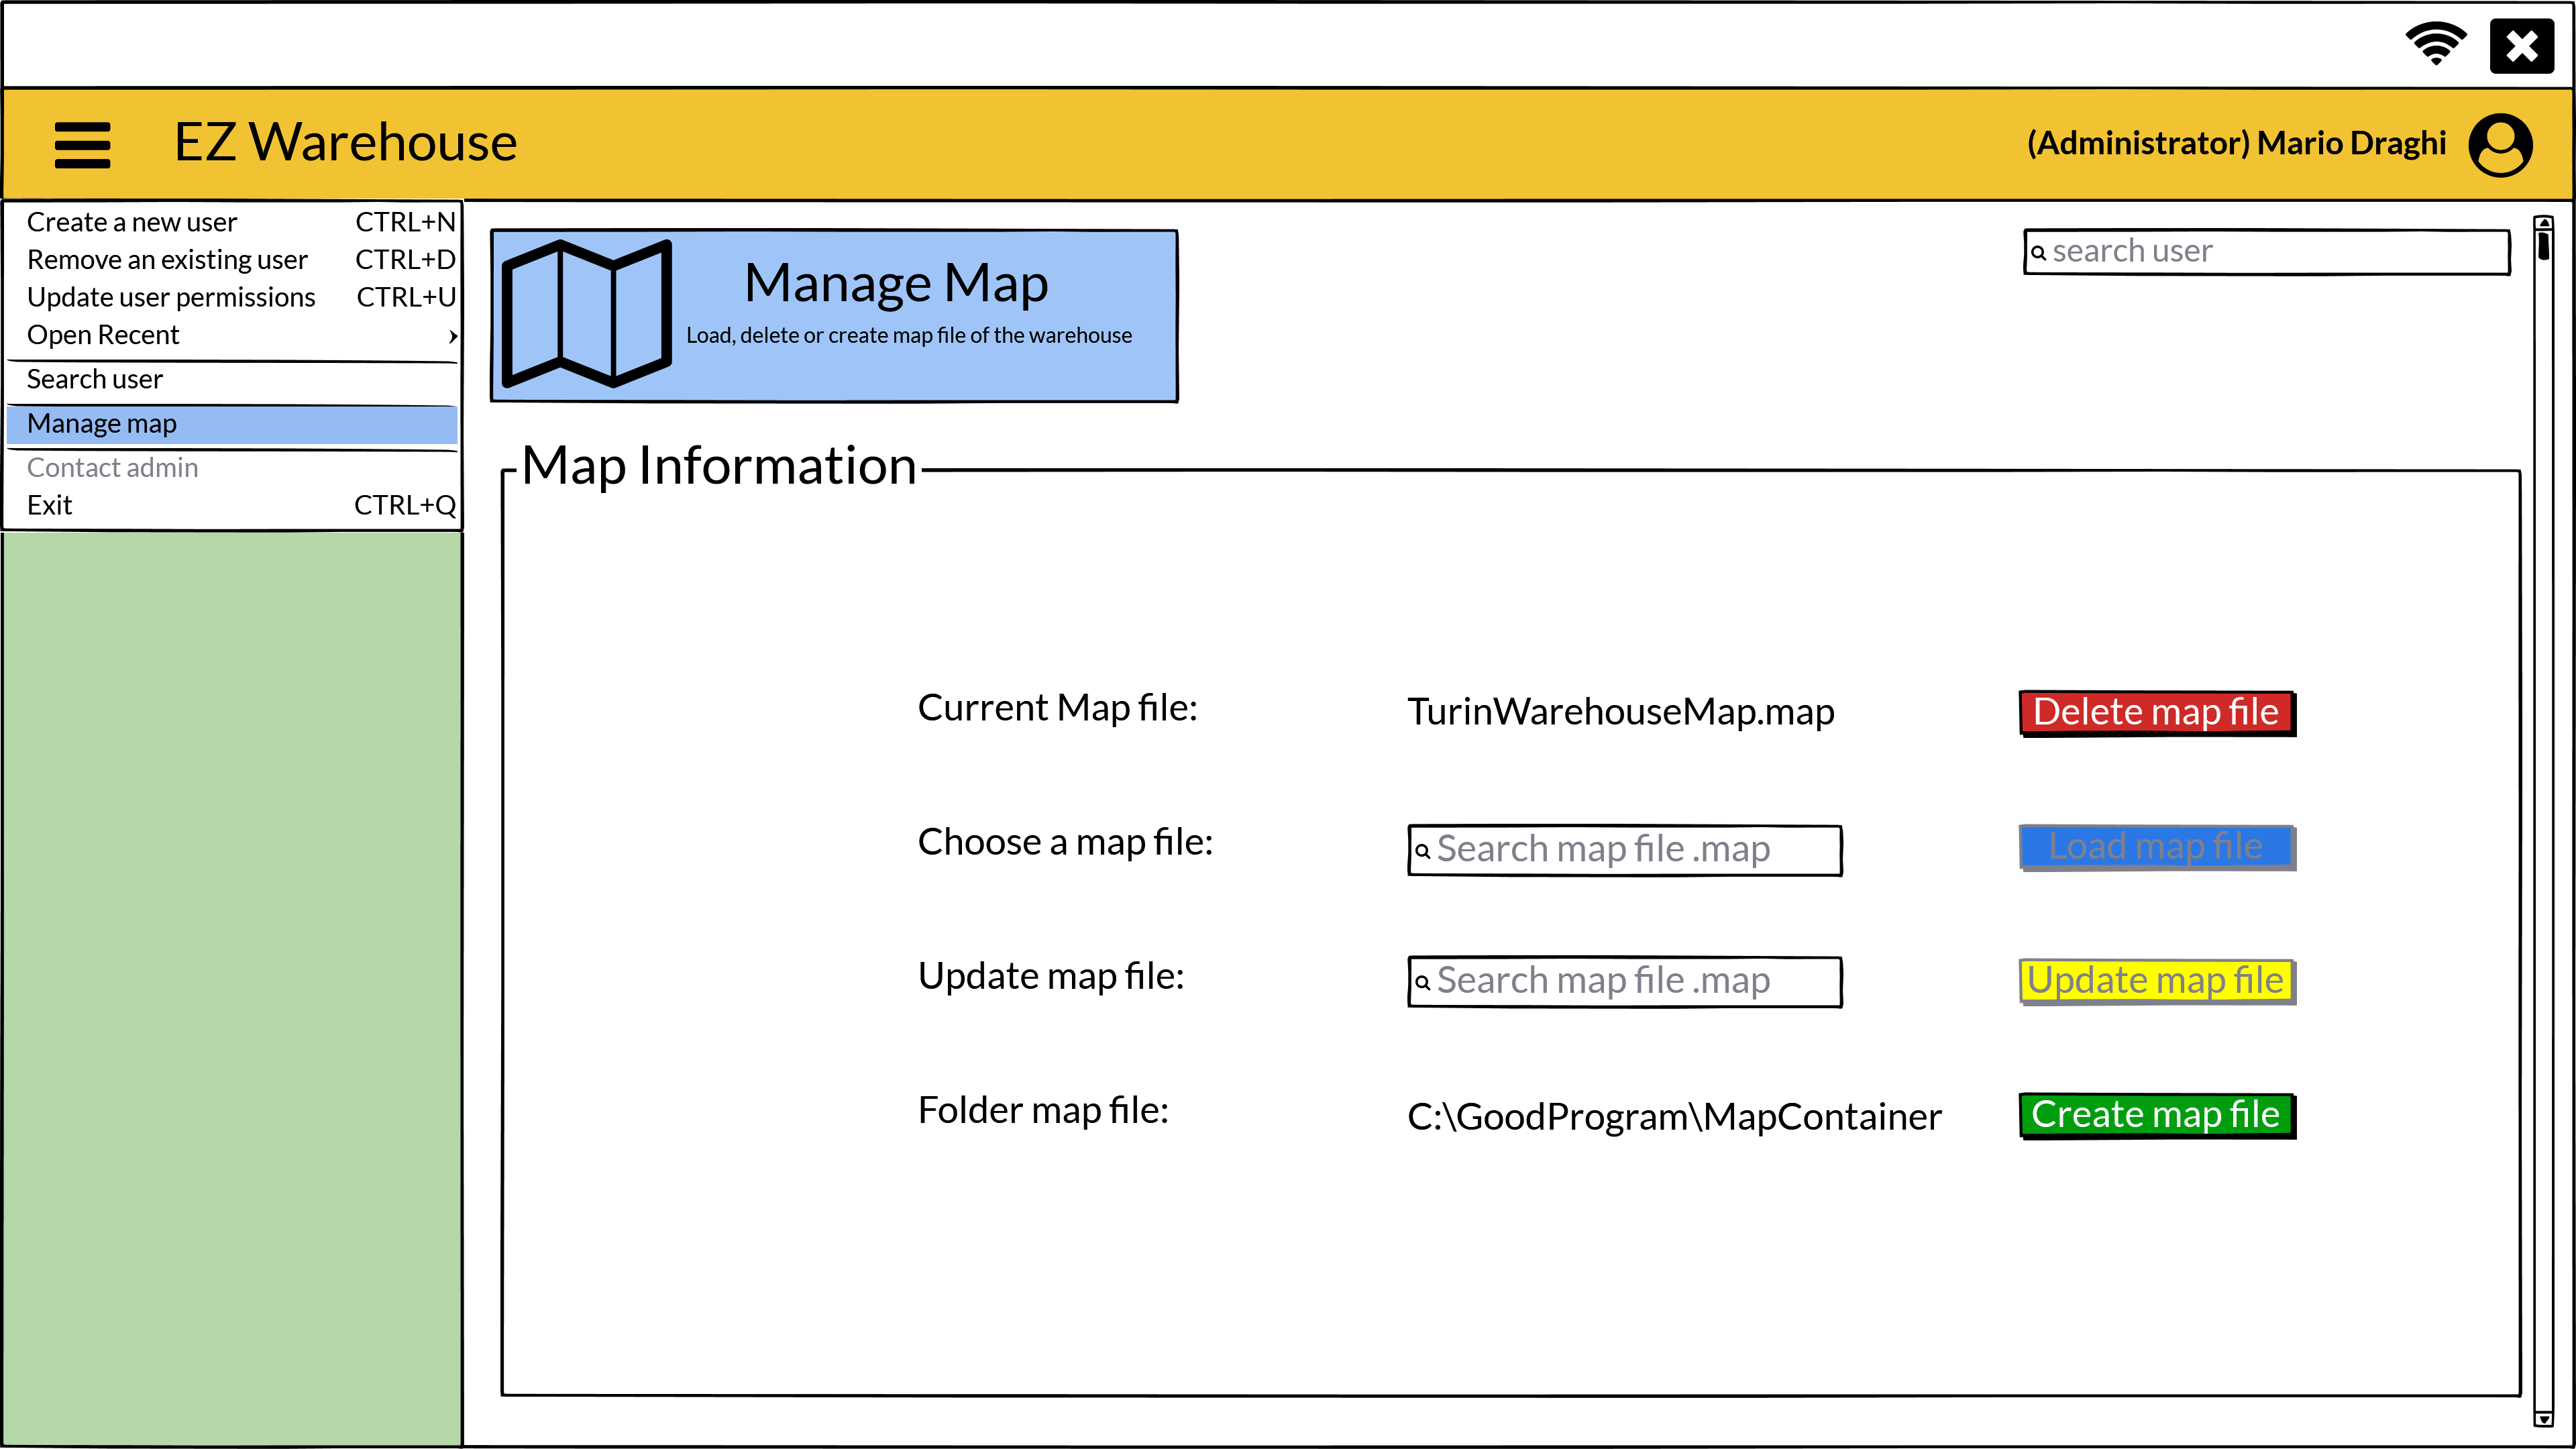 EZ Warehouse
(Administrator) Mario Draghi
Create a new user CTRL+N
Remove an existing user CTRL+D
Update user permissions CTRL+U
Open Recent
Search user
Manage map
Contact admin
Exit CTRL+Q
Manage Map
Load, delete or create map file of the warehouse
search user
Map Information
Current Map file: TurinWarehouseMap.map Delete map file
Choose a map file: Search map file .map Load map file
Update map file: Search map file .map Update map file
Folder map file: C:\GoodProgram\MapContainer Create map file